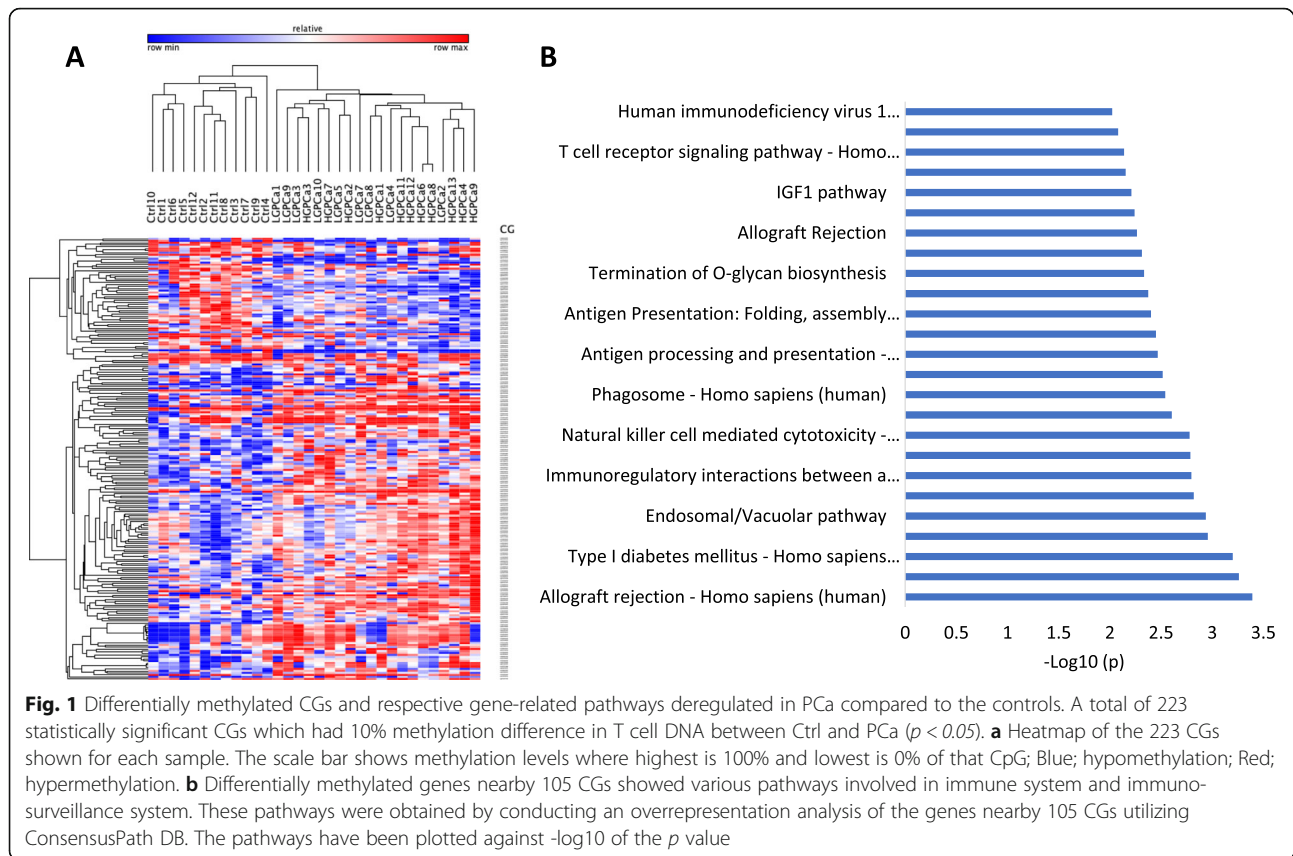 A
relative
row min
row max
Ctrl10
Ctrl1
Ctrl6
Ctrl5
Ctrl12
Ctrl2
Ctrl11
Ctrl8
Ctrl3
Ctrl7
Ctrl9
Ctrl4
LGPCa1
LGPCa9
LGPCa3
HGPCa3
LGPCa10
HGPCa7
LGPCa5
HGPCa2
LGPCa7
LGPCa8
HGPCa1
LGPCa4
HGPCa11
HGPCa12
HGPCa6
HGPCa8
LGPCa2
HGPCa13
HGPCa4
HGPCa9
CG
B
Human immunodeficiency virus 1...
T cell receptor signaling pathway - Homo...
IGF1 pathway
Allograft Rejection
Termination of O-glycan biosynthesis
Antigen Presentation: Folding, assembly...
Antigen processing and presentation -...
Phagosome - Homo sapiens (human)
Natural killer cell mediated cytotoxicity -...
Immunoregulatory interactions between a...
Endosomal/Vacuolar pathway
Type I diabetes mellitus - Homo sapiens...
Allograft rejection - Homo sapiens (human)
0 0.5 1 1.5 2 2.5 3 3.5
-Log10 (p)
Fig. 1 Differentially methylated CGs and respective gene-related pathways deregulated in PCa compared to the controls. A total of 223
statistically significant CGs which had 10% methylation difference in T cell DNA between Ctrl and PCa (p < 0.05). a Heatmap of the 223 CGs
shown for each sample. The scale bar shows methylation levels where highest is 100% and lowest is 0% of that CpG; Blue; hypomethylation; Red;
hypermethylation. b Differentially methylated genes nearby 105 CGs showed various pathways involved in immune system and immuno-
surveillance system. These pathways were obtained by conducting an overrepresentation analysis of the genes nearby 105 CGs utilizing
ConsensusPath DB. The pathways have been plotted against -log10 of the p value